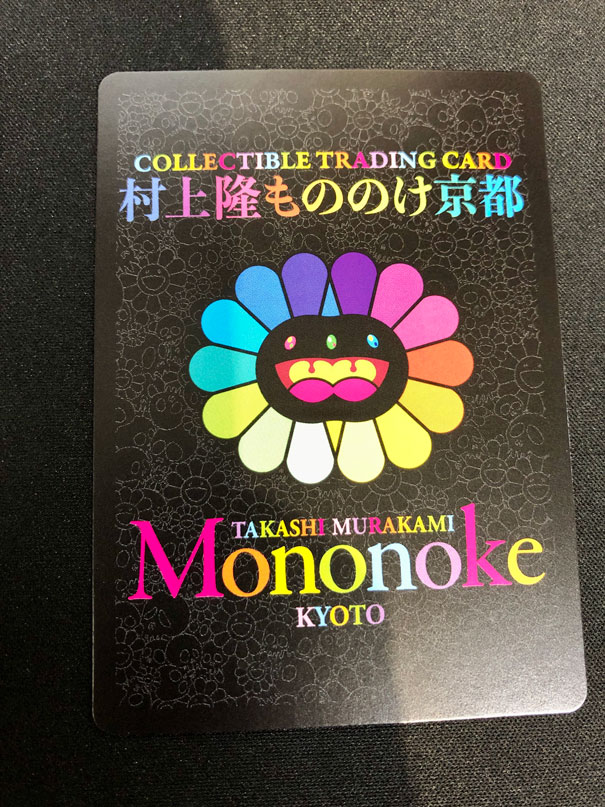 COLLECTIBLE TRADING CARD
村上隆もののけ京都
TAKASHI MURAKAMI
Mononoke
KYOTO